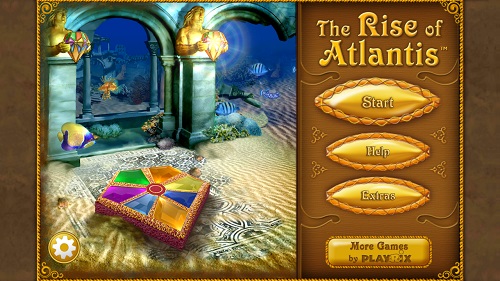 The Rise of
Atlantis™
Start
Help
Extras
More Games
by PLAYRIX